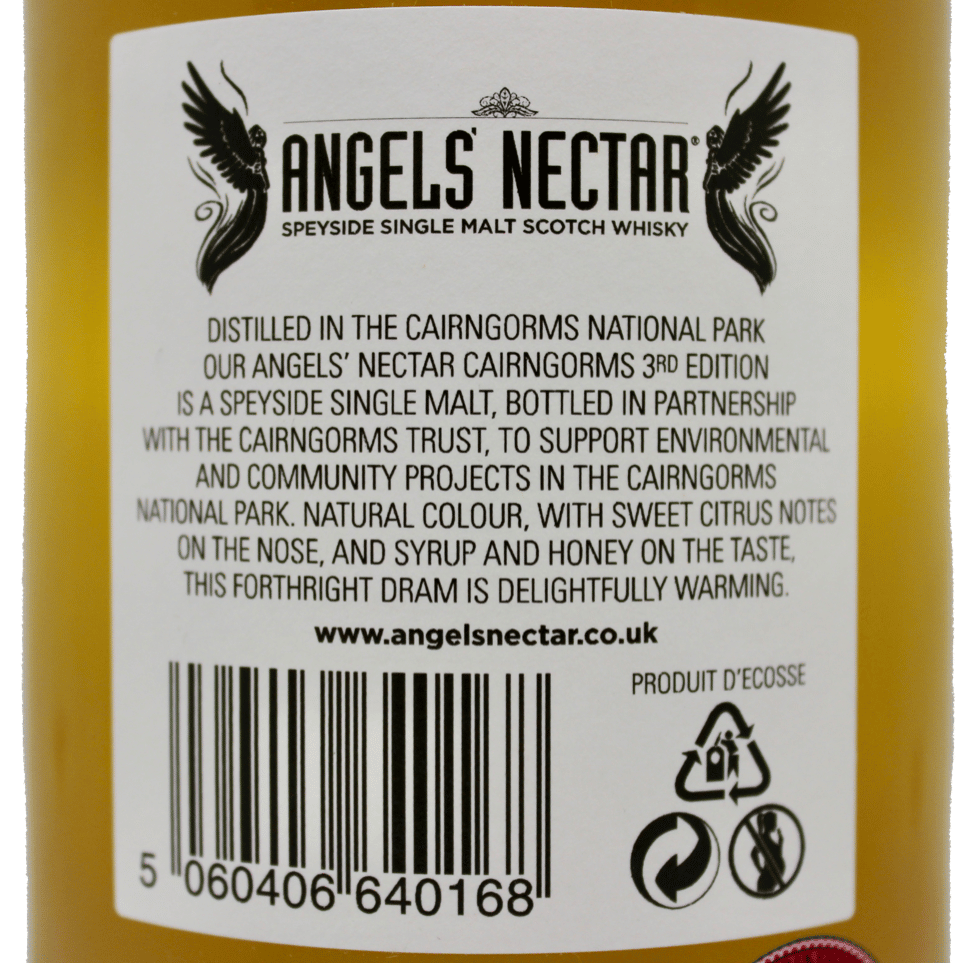 ANGELS' NECTAR®
SPEYSIDE SINGLE MALT SCOTCH WHISKY
DISTILLED IN THE CAIRNGORMS NATIONAL PARK
OUR ANGELS' NECTAR CAIRNGORMS 3RD EDITION
IS A SPEYSIDE SINGLE MALT, BOTTLED IN PARTNERSHIP
WITH THE CAIRNGORMS TRUST, TO SUPPORT ENVIRONMENTAL
AND COMMUNITY PROJECTS IN THE CAIRNGORMS
NATIONAL PARK. NATURAL COLOUR, WITH SWEET CITRUS NOTES
ON THE NOSE, AND SYRUP AND HONEY ON THE TASTE,
THIS FORTHRIGHT DRAM IS DELIGHTFULLY WARMING.
www.angelsnectar.co.uk
PRODUIT D'ECOSSE
5 060406 640168